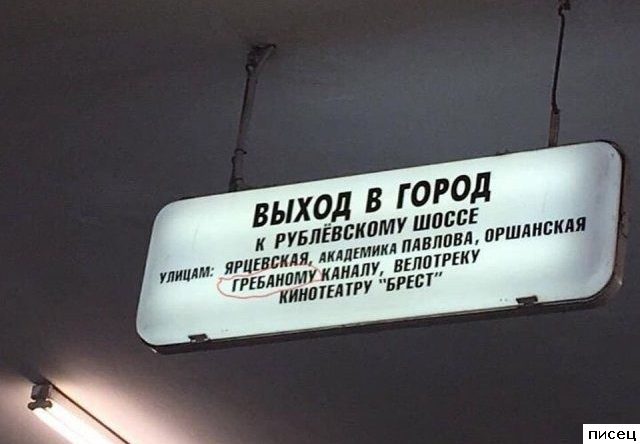 ВЫХОД В ГОРОД
К РУБЛЁВСКОМУ ШОССЕ
УЛИЦАМ: ЯРЦЕВСКАЯ, АКАДЕМИКА ПАВЛОВА, ОРШАНСКАЯ
ГРЕБАНОМУ КАНАЛУ, ВЕЛОТРЕКУ
КИНОТЕАТРУ "БРЕСТ"
писец